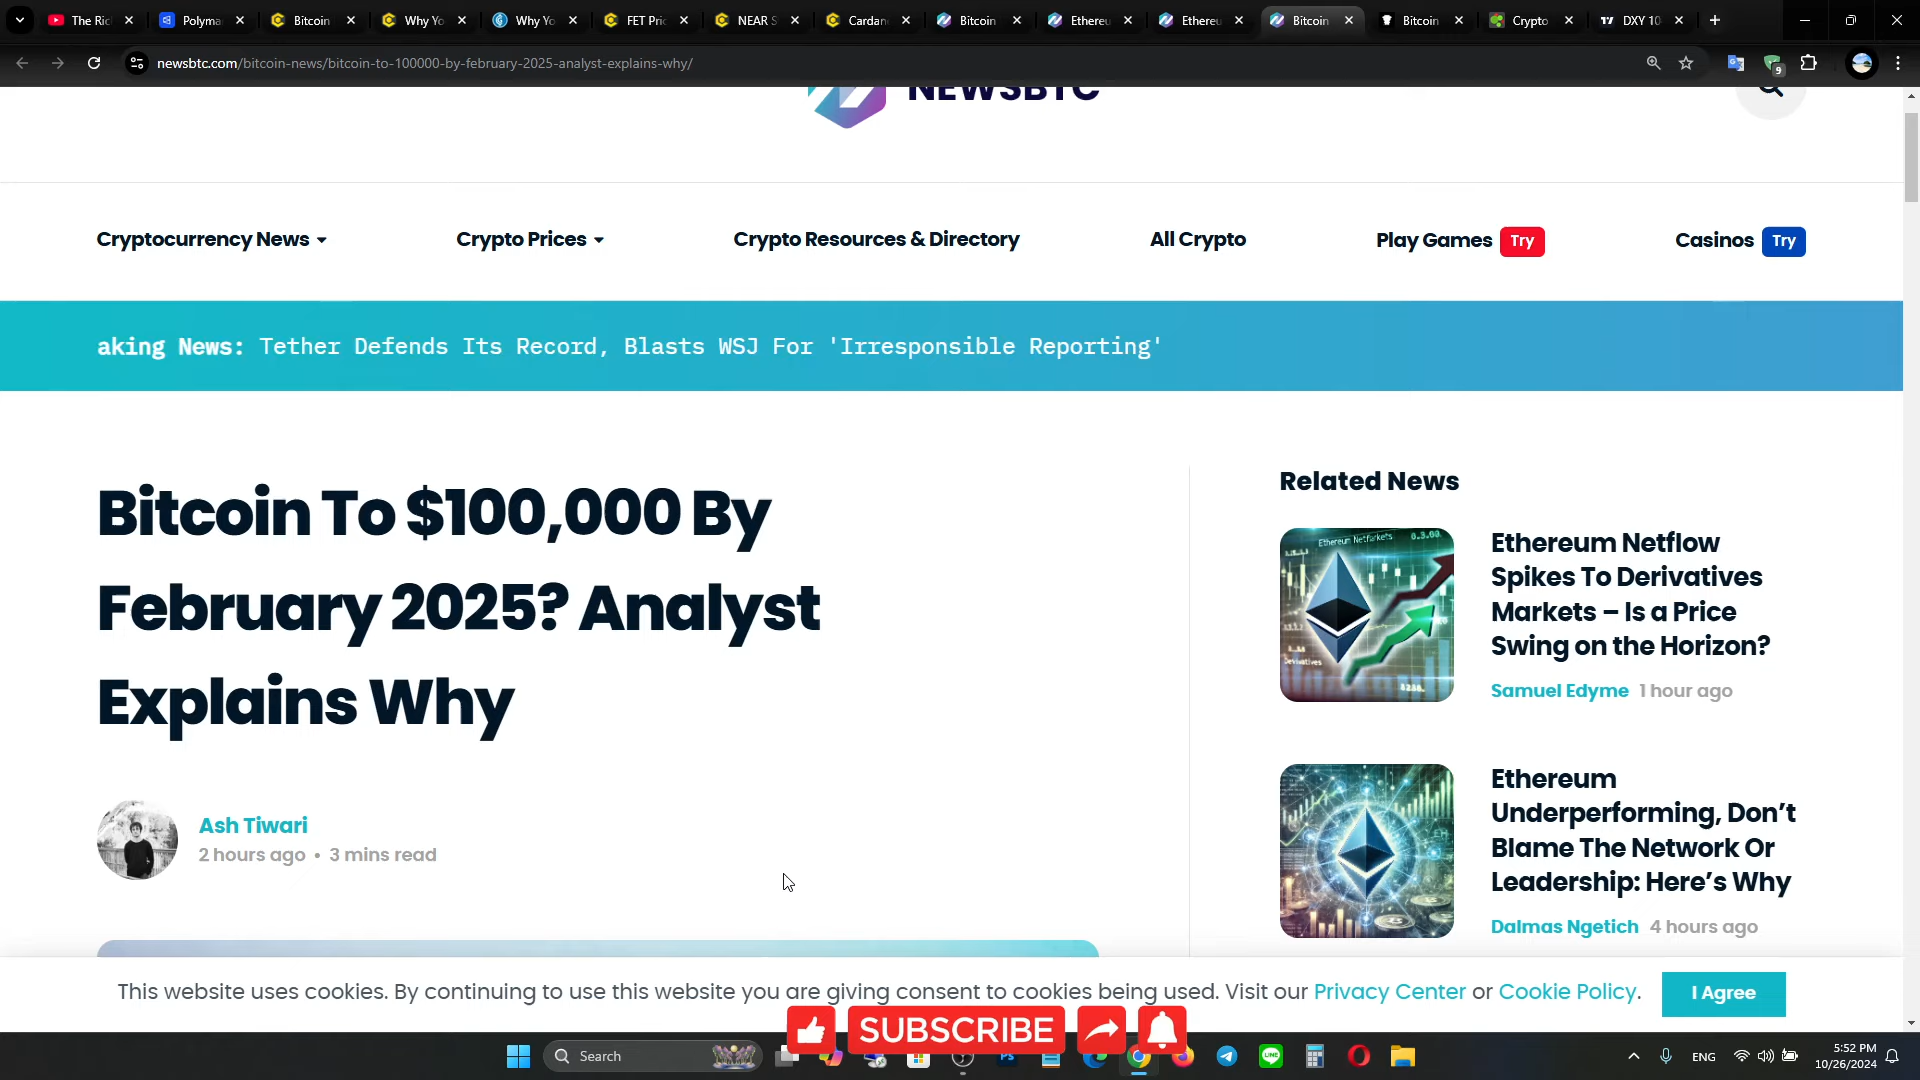 The Ric
Polyma
Bitcoin
Why Yo
Why Yo
FET Pric
NEAR S
Cardan
Bitcoin
Ethereu
Ethereu
Bitcoin
Bitcoin
Crypto
DXY 10
newsbtc.com/bitcoin-news/bitcoin-to-100000-by-february-2025-analyst-explains-why/
9
NEWSBTC
Cryptocurrency News
Crypto Prices
Crypto Resources & Directory
All Crypto
Play Games Try
Casinos Try
aking News: Tether Defends Its Record, Blasts WSJ For 'Irresponsible Reporting'
Bitcoin To $100,000 By
February 2025? Analyst
Explains Why
Ash Tiwari
2 hours ago • 3 mins read
Related News
Ethereum Netflow
Spikes To Derivatives
Markets – Is a Price
Swing on the Horizon?
Samuel Edyme 1 hour ago
Ethereum
Underperforming, Don't
Blame The Network Or
Leadership: Here's Why
Dalmas Ngetich 4 hours ago
This website uses cookies. By continuing to use this website you are giving consent to cookies being used. Visit our Privacy Center or Cookie Policy.
I Agree
SUBSCRIBE
Search
Ps
LINE
ENG
5:52 PM
10/26/2024